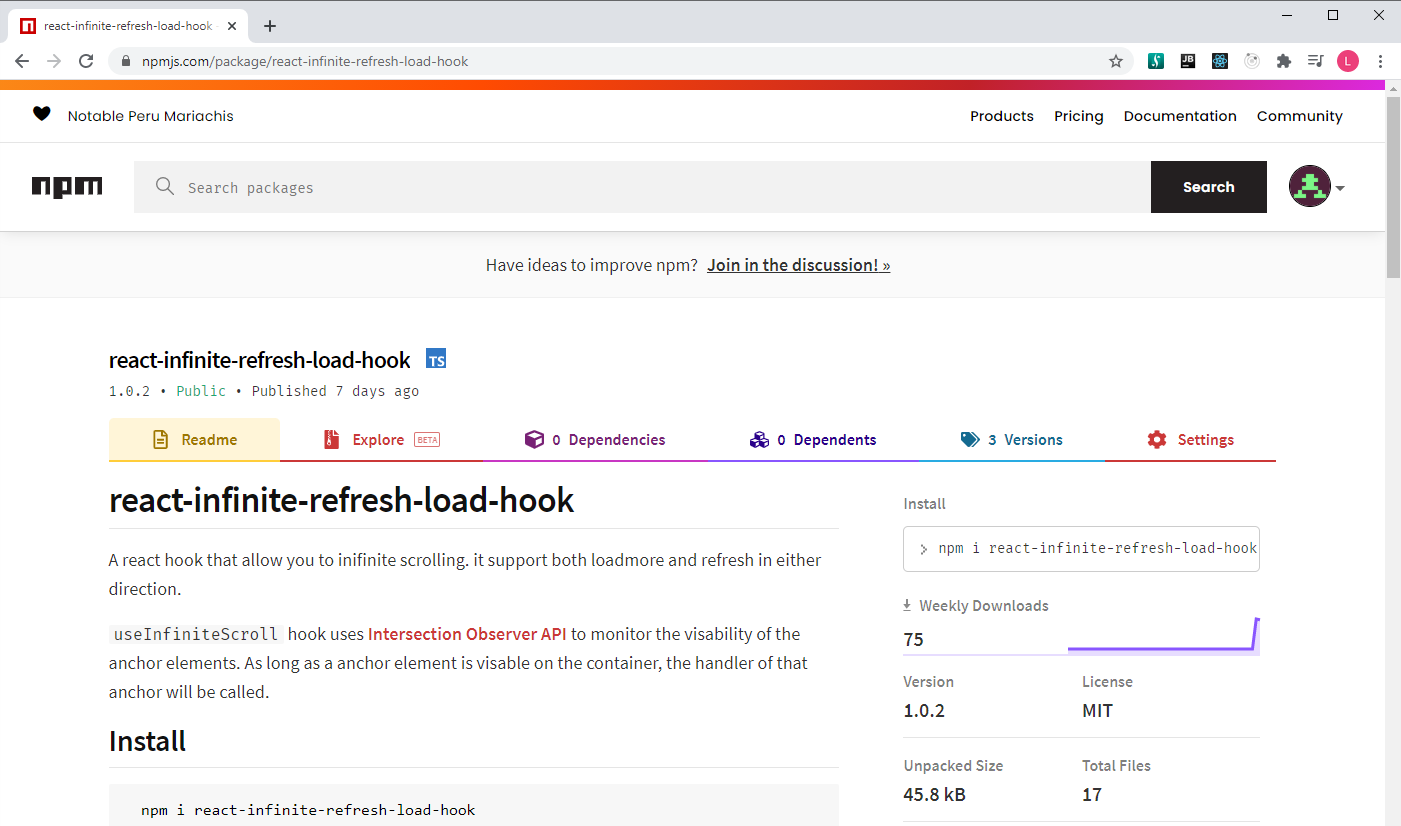 react-infinite-refresh-load-hook
npmjs.com/package/react-infinite-refresh-load-hook
JB
L
Notable Peru Mariachis
Products Pricing Documentation Community
npm
Search packages
Search
Have ideas to improve npm? Join in the discussion! »
react-infinite-refresh-load-hook TS
1.0.2 • Public • Published 7 days ago
Readme
Explore BETA
0 Dependencies
0 Dependents
3 Versions
Settings
react-infinite-refresh-load-hook
A react hook that allow you to inifinite scrolling. it support both loadmore and refresh in either
direction.
useInfiniteScroll hook uses Intersection Observer API to monitor the visability of the
anchor elements. As long as a anchor element is visable on the container, the handler of that
anchor will be called.
Install
npm i react-infinite-refresh-load-hook
Install
> npm i react-infinite-refresh-load-hook
Weekly Downloads
75
Version License
1.0.2 MIT
Unpacked Size Total Files
45.8 kB 17